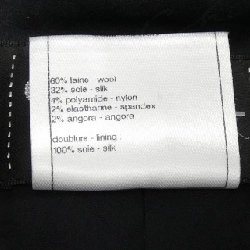 60% laine - wool
32% soie - silk
4% polyamide - nylon
2% elasthanne - spandex
2% angora - angora
doublure - lining :
100% soie - silk